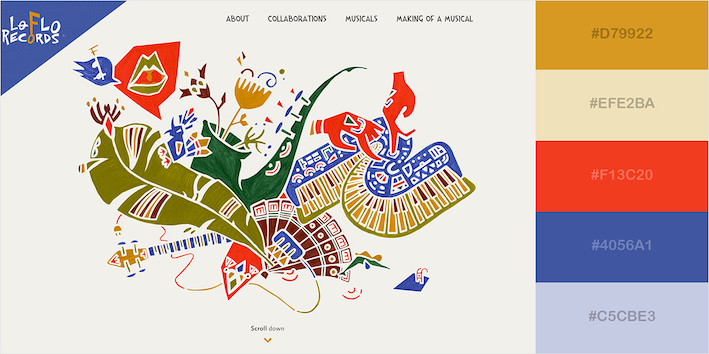 LAFLO
RECORDS
ABOUT
COLLABORATIONS
MUSICALS
MAKING OF A MUSICAL
Scroll down
#D79922
#EFE2BA
#F13C20
#4056A1
#C5CBE3